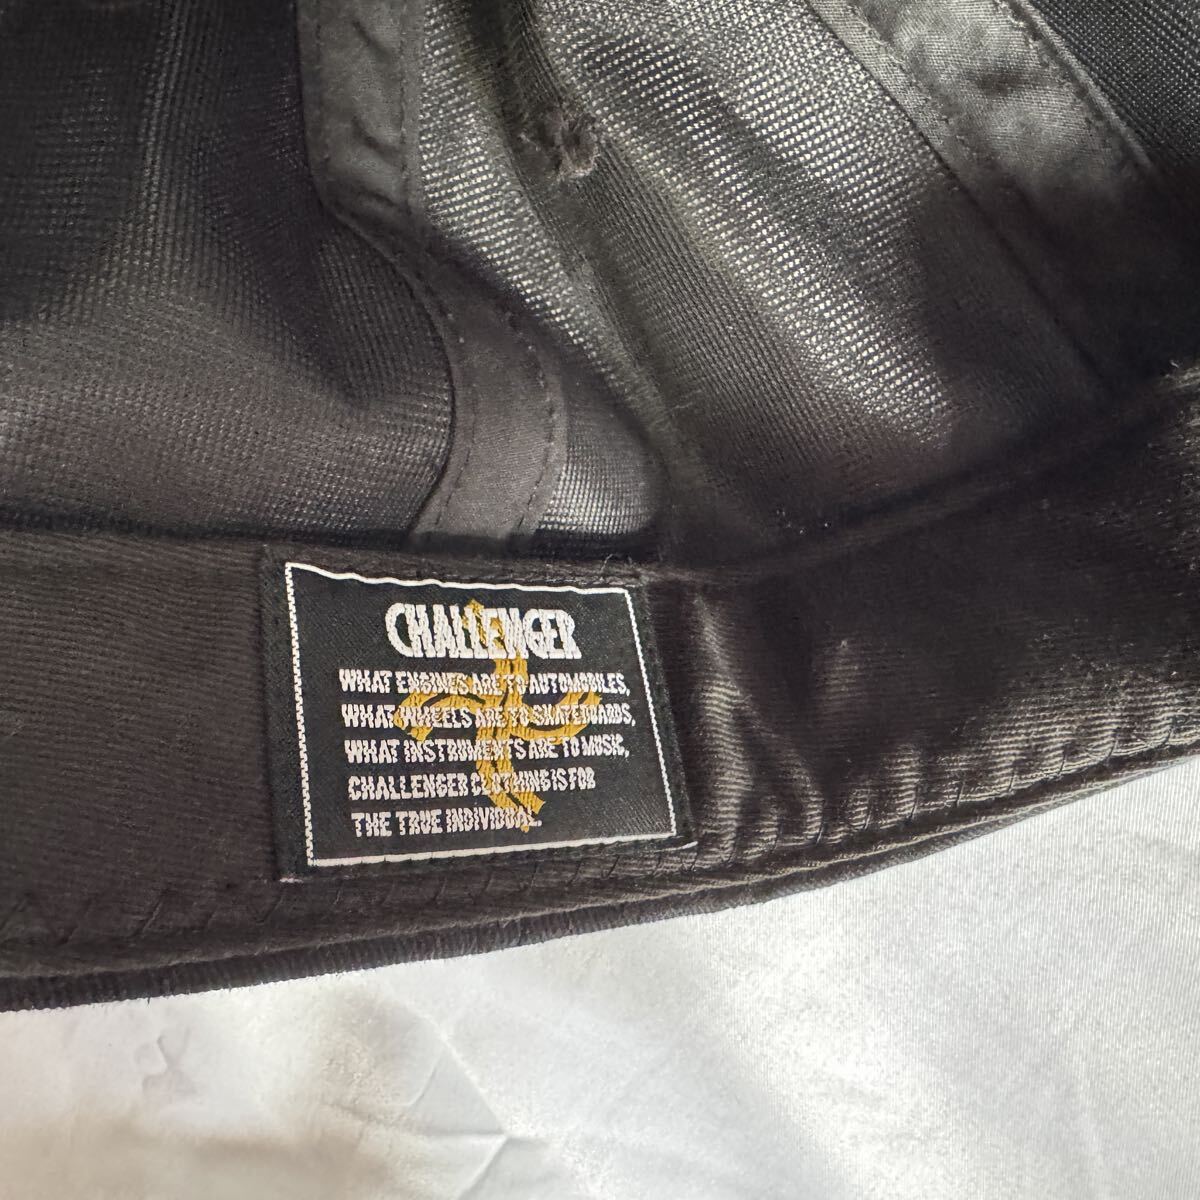 CHALLENGER
WHAT ENGINES ARE TO AUTOMOBILES,
WHAT WHEELS ARE TO SKATEBOARDS,
WHAT INSTRUMENTS ARE TO MUSIC,
CHALLENGER CLOTHING IS FOR
THE TRUE INDIVIDUAL.